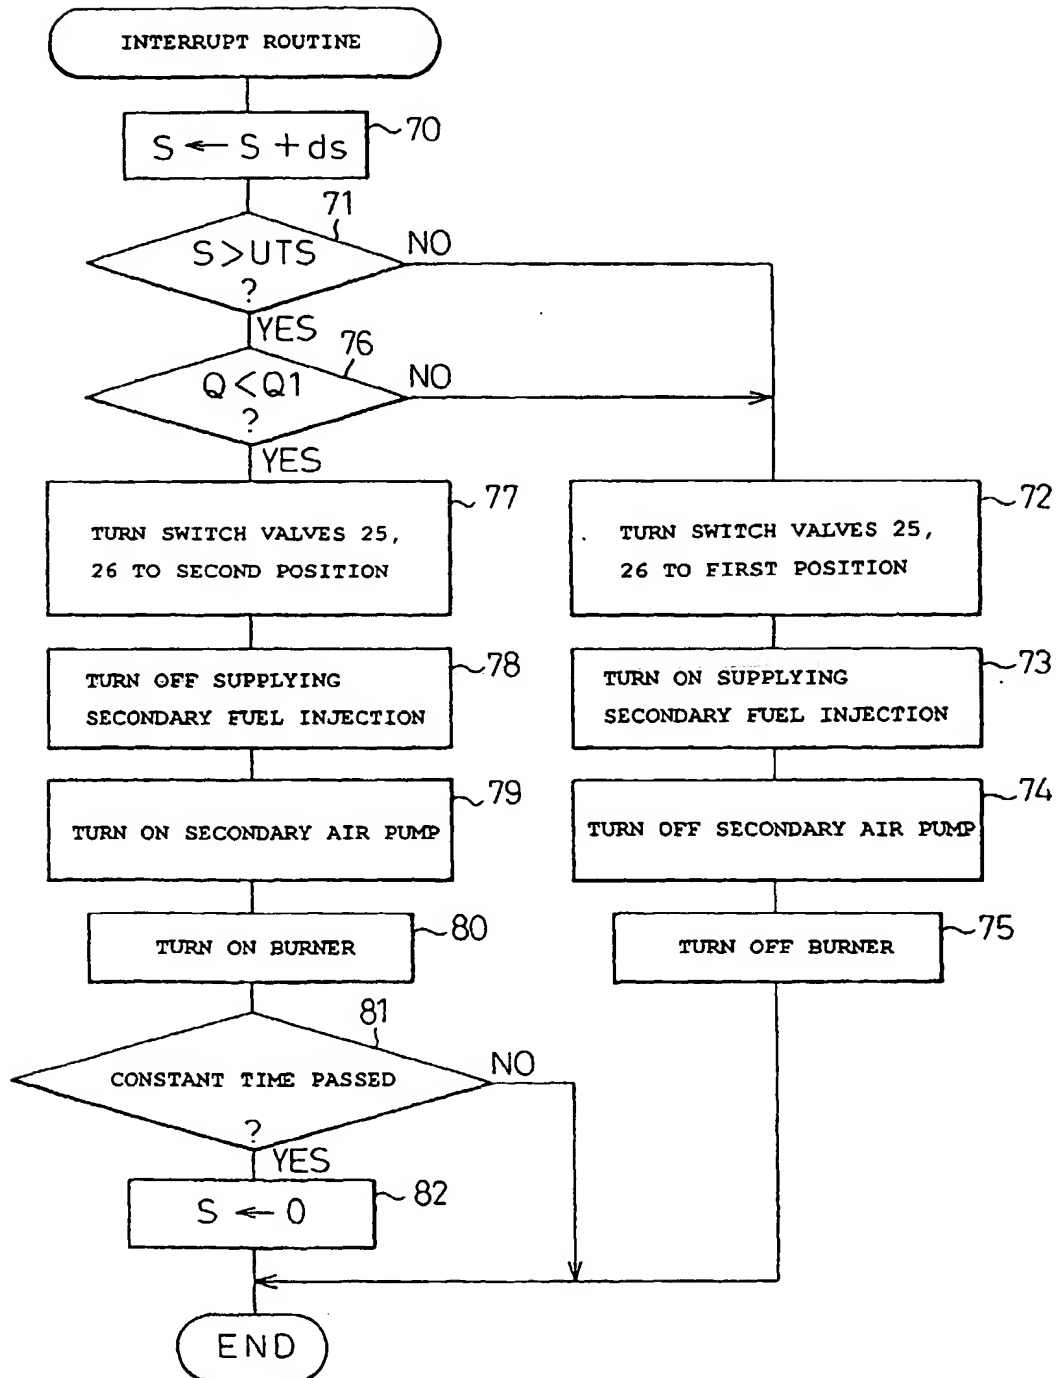 INTERRUPT ROUTINE
S ← S + ds
70
71
S > UTS
?
NO
YES
76
Q < Q1
?
NO
YES
77
TURN SWITCH VALVES 25,
26 TO SECOND POSITION
72
TURN SWITCH VALVES 25,
26 TO FIRST POSITION
78
TURN OFF SUPPLYING
SECONDARY FUEL INJECTION
73
TURN ON SUPPLYING
SECONDARY FUEL INJECTION
79
TURN ON SECONDARY AIR PUMP
74
TURN OFF SECONDARY AIR PUMP
80
TURN ON BURNER
75
TURN OFF BURNER
81
CONSTANT TIME PASSED
?
NO
YES
82
S ← 0
END